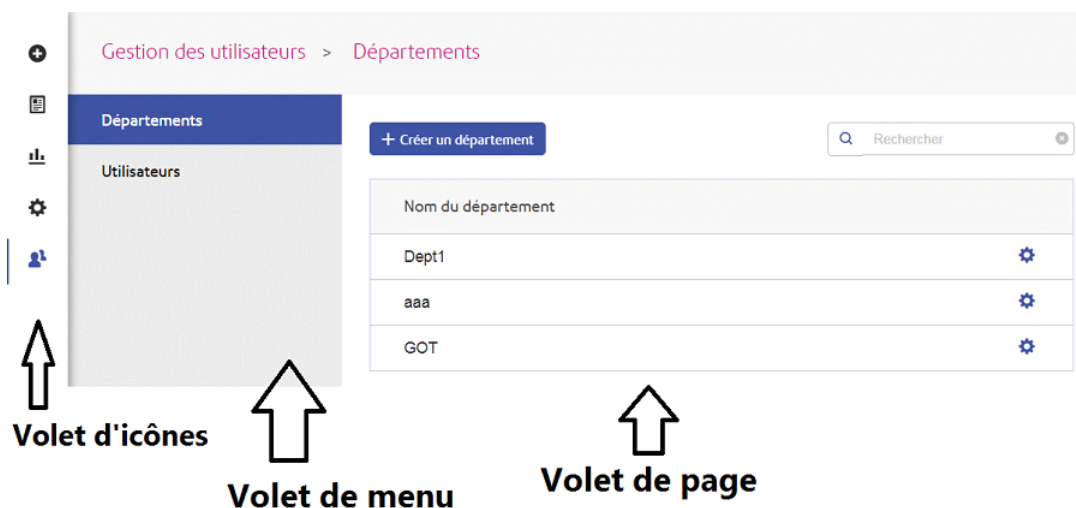 Gestion des utilisateurs > Départements
Départements
Utilisateurs
+ Créer un département
Rechercher
Nom du département
Dept1
aaa
GOT
Volet d'icônes
Volet de menu
Volet de page